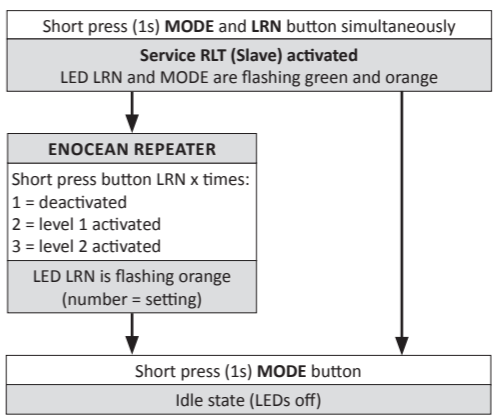 Short press (1s) MODE and LRN button simultaneously
Service RLT (Slave) activated
LED LRN and MODE are flashing green and orange
ENOCEAN REPEATER
Short press button LRN x times:
1 = deactivated
2 = level 1 activated
3 = level 2 activated
LED LRN is flashing orange
(number = setting)
Short press (1s) MODE button
Idle state (LEDs off)